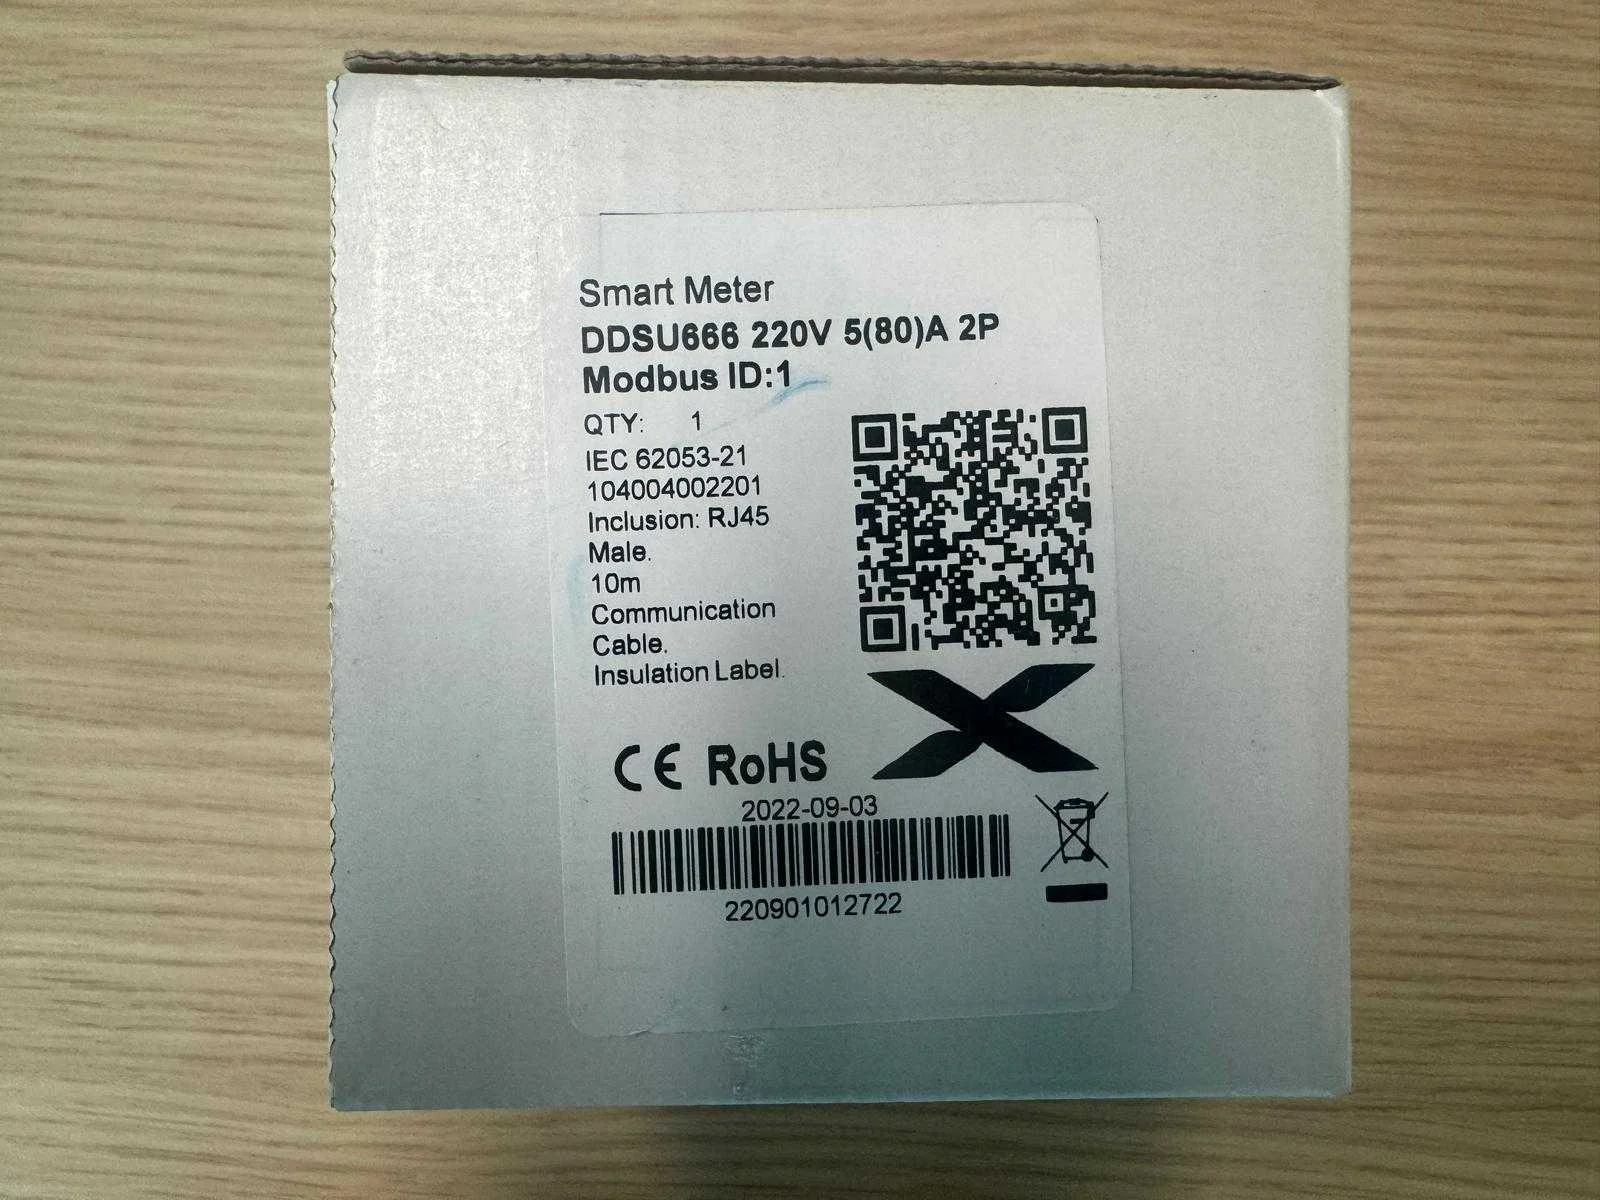 Smart Meter
DDSU666 220V 5(80)A 2P
Modbus ID:1
QTY: 1
IEC 62053-21
104004002201
Inclusion: RJ45
Male.
10m
Communication
Cable.
Insulation Label.
CE RoHS
2022-09-03
220901012722